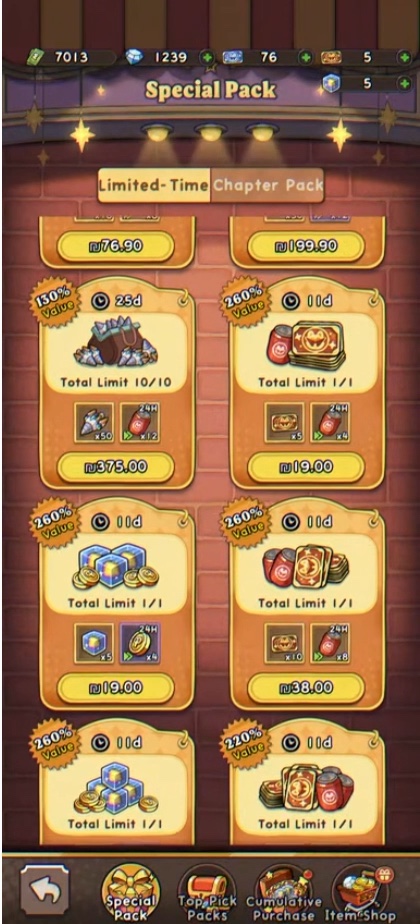 7013 1239 76 5
Special Pack 5
Limited-Time Chapter Pack
₪76.90 ₪199.90
130% Value 25d
260% Value 11d
Total Limit 10/10
Total Limit 1/1
x50 24H x12
x5 24H x4
₪375.00 ₪19.00
260% Value 11d
260% Value 11d
Total Limit 1/1
Total Limit 1/1
x5 24H x4
x10 24H x8
₪19.00 ₪38.00
260% Value 11d
220% Value 11d
Total Limit 1/1
Total Limit 1/1
Special Pack
Top Pick Packs
Cumulative Purchase
Item Shop